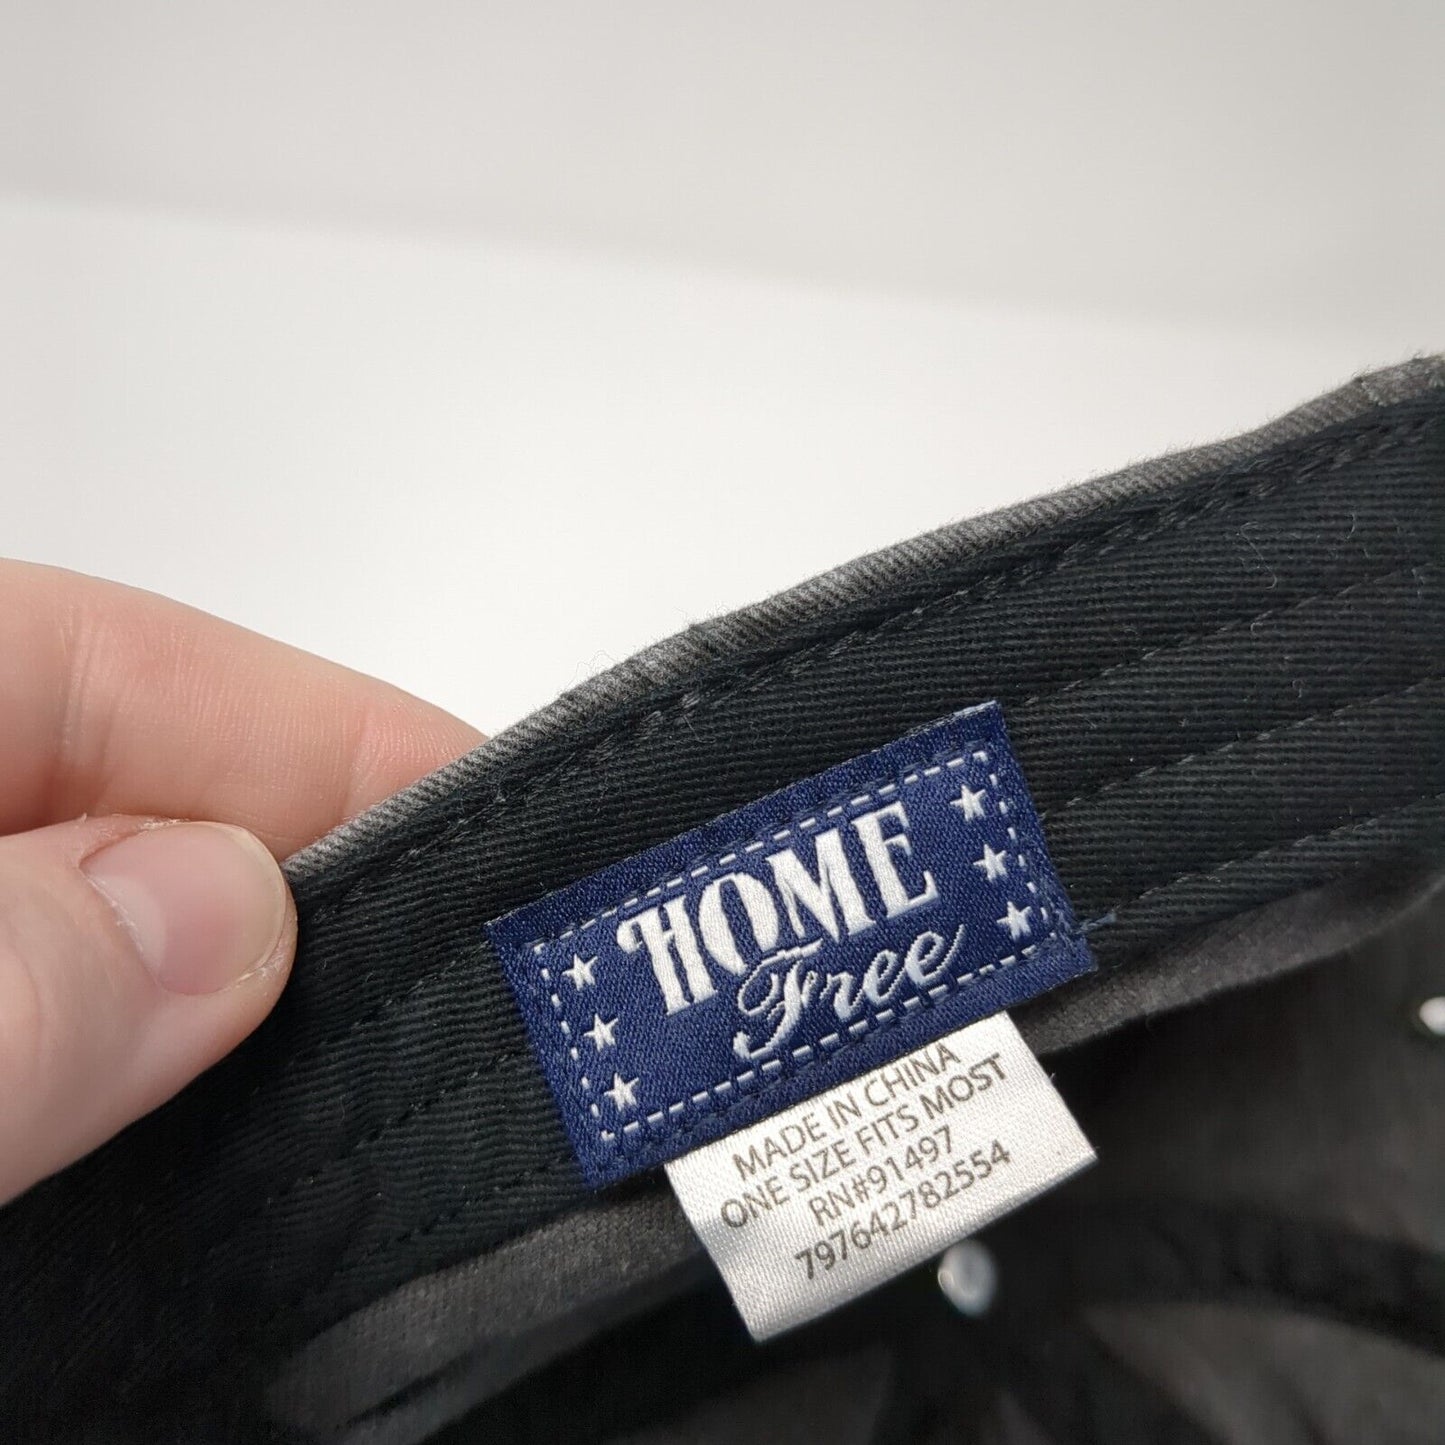 HOME
Free
MADE IN CHINA
ONE SIZE FITS MOST
RN#91497
797642782554